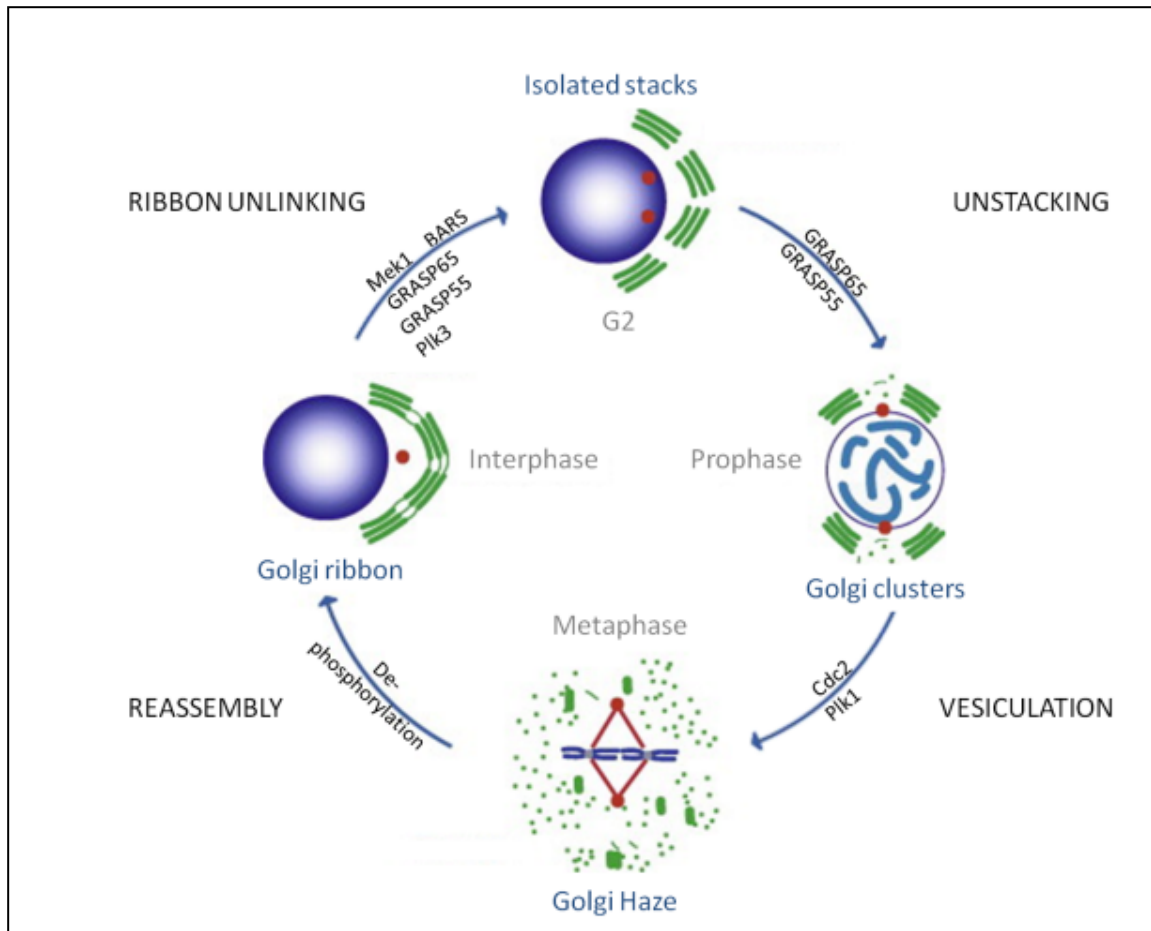 Isolated stacks
RIBBON UNLINKING
UNSTACKING
Mek1 BARS
GRASP65
GRASP55
Plk3
GRASP65
GRASP55
G2
Interphase
Prophase
Golgi ribbon
Golgi clusters
Metaphase
De-
phosphorylation
Cdc2
Plk1
REASSEMBLY
VESICULATION
Golgi Haze